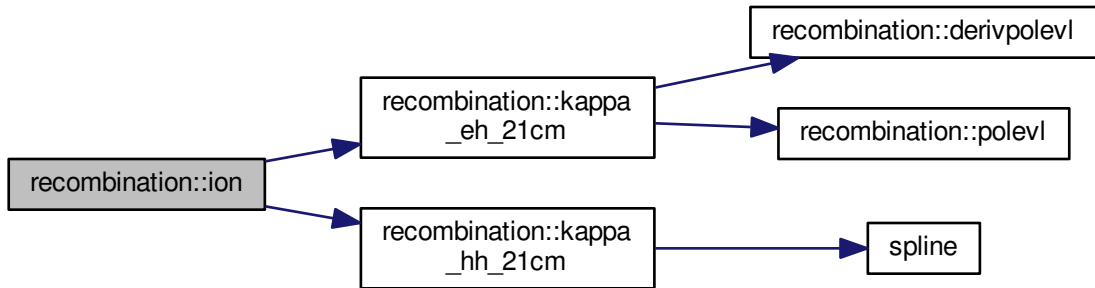 recombination::ion
recombination::kappa
_eh_21cm
recombination::derivpolevl
recombination::polevl
recombination::kappa
_hh_21cm
spline